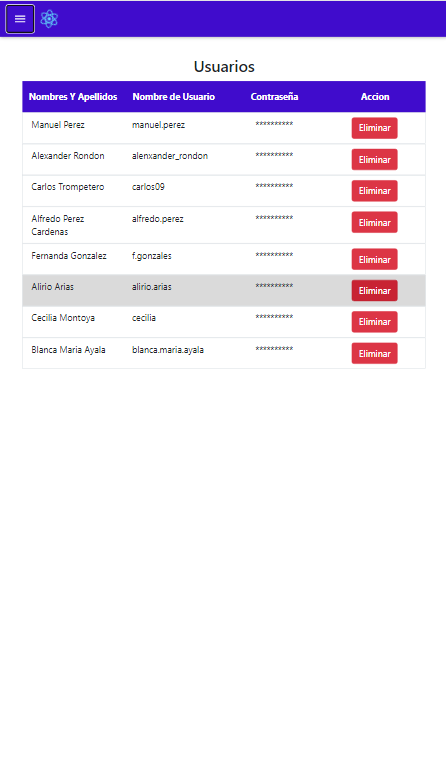 Usuarios
Nombres Y Apellidos Nombre de Usuario Contraseña Accion
Manuel Perez manuel.perez ********** Eliminar
Alexander Rondon alenxander_rondon ********** Eliminar
Carlos Trompetero carlos09 ********** Eliminar
Alfredo Perez alfredo.perez ********** Eliminar
Cardenas
Fernanda Gonzalez f.gonzales ********** Eliminar
Alirio Arias alirio.arias ********** Eliminar
Cecilia Montoya cecilia ********** Eliminar
Blanca Maria Ayala blanca.maria.ayala ********** Eliminar